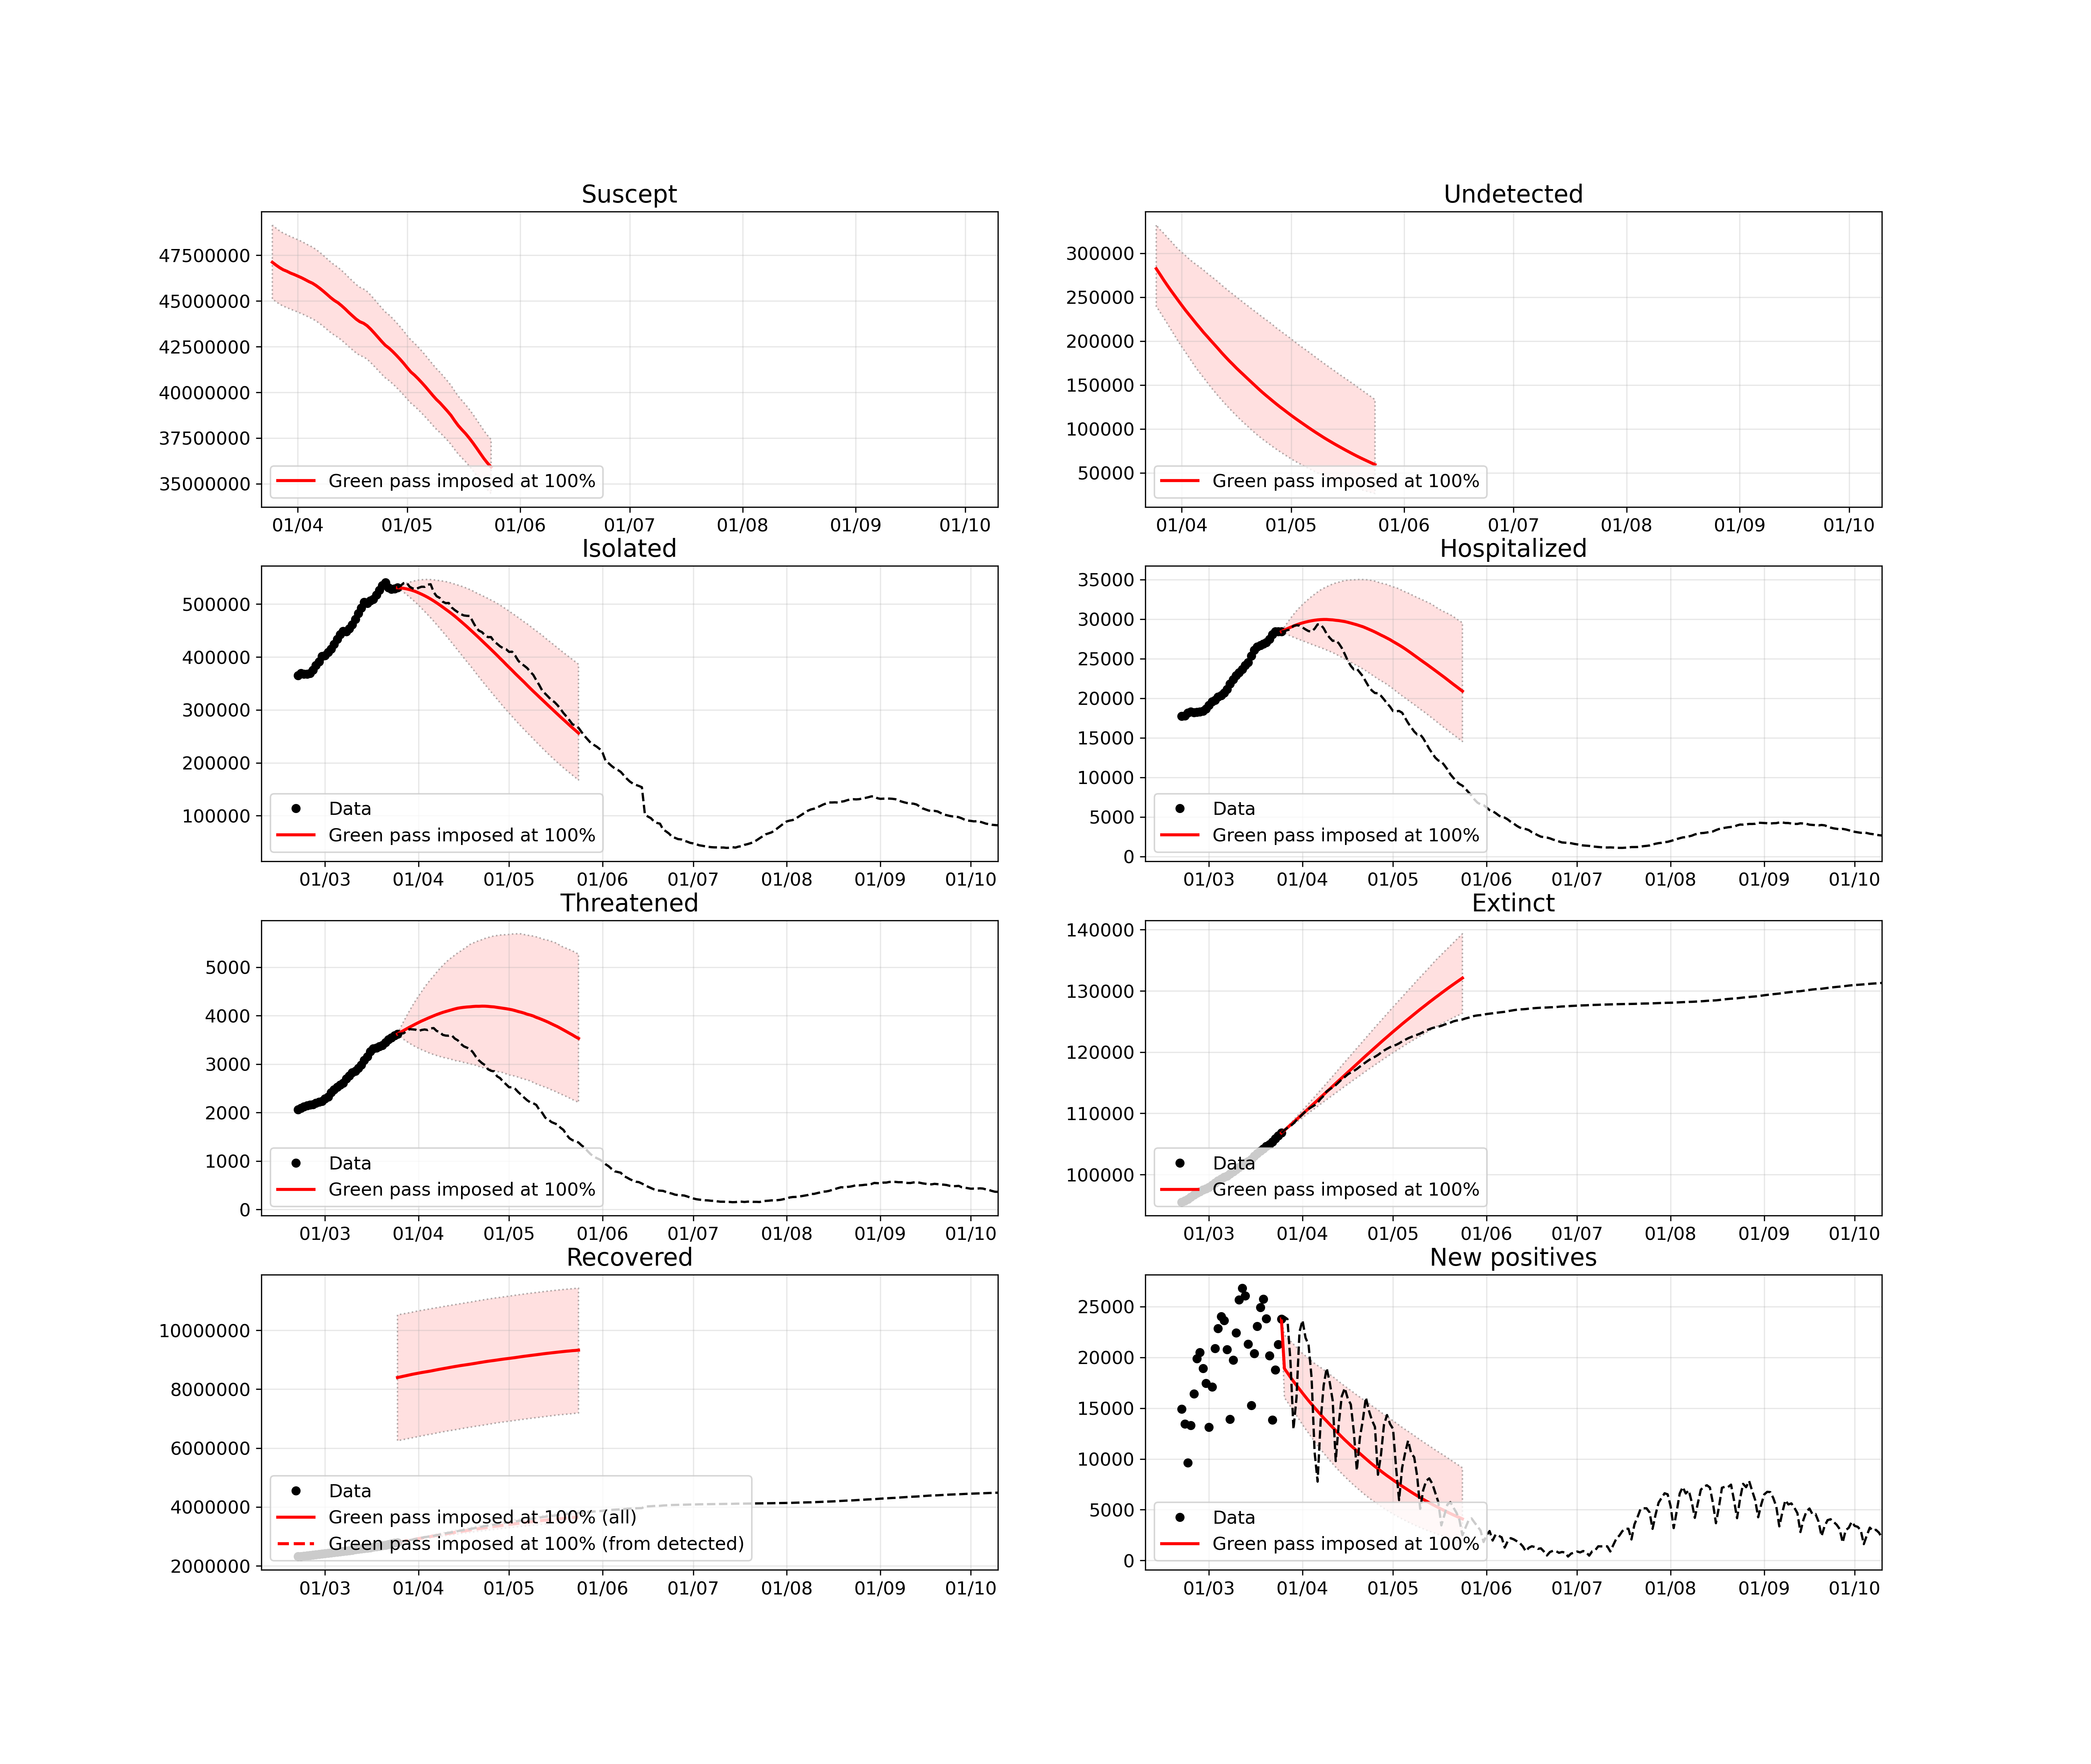 Suscept
47500000
45000000
42500000
40000000
37500000
35000000
Green pass imposed at 100%
01/04 01/05 01/06 01/07 01/08 01/09 01/10
Undetected
300000
250000
200000
150000
100000
50000
Green pass imposed at 100%
01/04 01/05 01/06 01/07 01/08 01/09 01/10
Isolated
500000
400000
300000
200000
100000
Data
Green pass imposed at 100%
01/03 01/04 01/05 01/06 01/07 01/08 01/09 01/10
Hospitalized
35000
30000
25000
20000
15000
10000
5000
0
Data
Green pass imposed at 100%
01/03 01/04 01/05 01/06 01/07 01/08 01/09 01/10
Threatened
5000
4000
3000
2000
1000
0
Data
Green pass imposed at 100%
01/03 01/04 01/05 01/06 01/07 01/08 01/09 01/10
Extinct
140000
130000
120000
110000
100000
Data
Green pass imposed at 100%
01/03 01/04 01/05 01/06 01/07 01/08 01/09 01/10
Recovered
10000000
8000000
6000000
4000000
2000000
Data
Green pass imposed at 100% (all)
Green pass imposed at 100% (from detected)
01/03 01/04 01/05 01/06 01/07 01/08 01/09 01/10
New positives
25000
20000
15000
10000
5000
0
Data
Green pass imposed at 100%
01/03 01/04 01/05 01/06 01/07 01/08 01/09 01/10